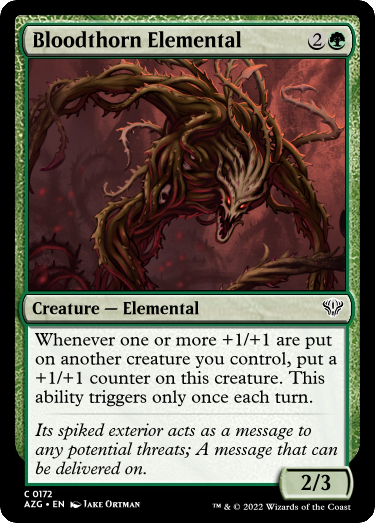 Bloodthorn Elemental 2
Creature — Elemental
Whenever one or more +1/+1 are put
on another creature you control, put a
+1/+1 counter on this creature. This
ability triggers only once each turn.
Its spiked exterior acts as a message to
any potential threats; A message that can
be delivered on.
2/3
C 0172
AZG • EN Jake Ortman
™ & © 2022 Wizards of the Coast